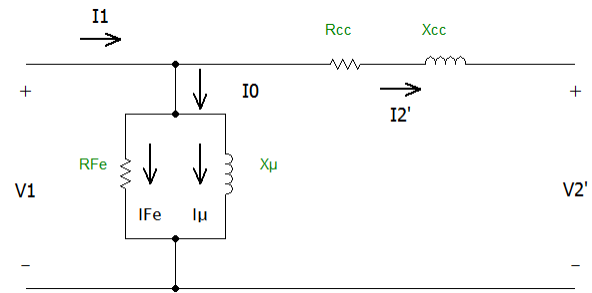 I1
Rcc
Xcc
+
I0
I2'
+
RFe
Xµ
V1
IFe
Iµ
V2'
−
−